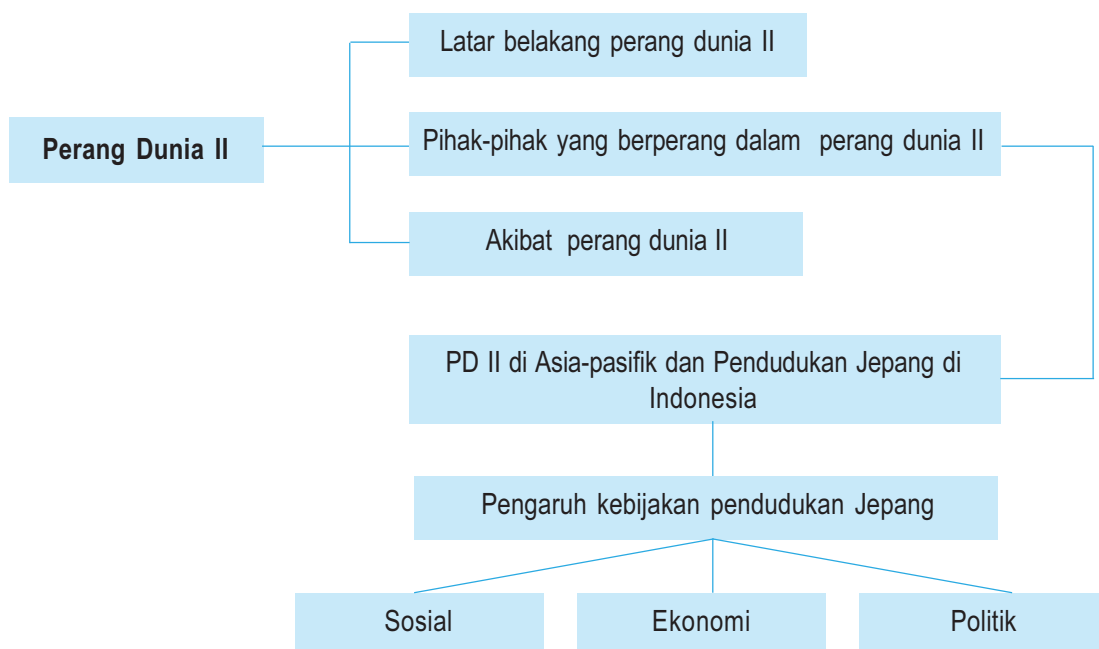 Latar belakang perang dunia II
Perang Dunia II
Pihak-pihak yang berperang dalam perang dunia II
Akibat perang dunia II
PD II di Asia-pasifik dan Pendudukan Jepang di
Indonesia
Pengaruh kebijakan pendudukan Jepang
Sosial
Ekonomi
Politik